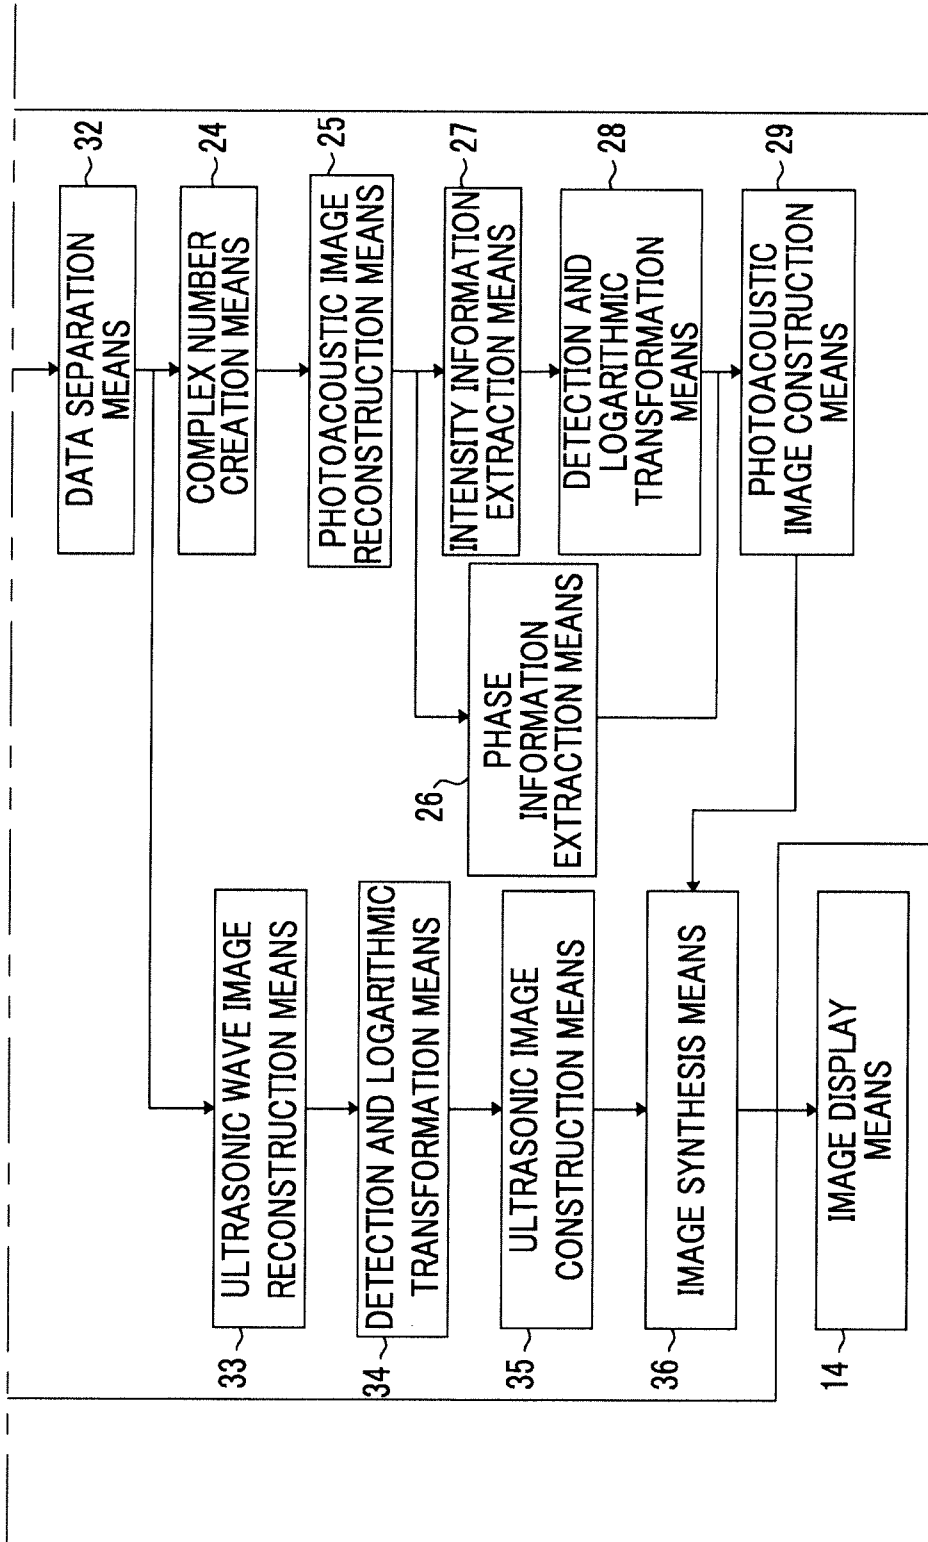 32
DATA SEPARATION
MEANS
24
COMPLEX NUMBER
CREATION MEANS
25
PHOTOACOUSTIC IMAGE
RECONSTRUCTION MEANS
27
INTENSITY INFORMATION
EXTRACTION MEANS
28
DETECTION AND
LOGARITHMIC
TRANSFORMATION
MEANS
29
PHOTOACOUSTIC
IMAGE CONSTRUCTION
MEANS
26
PHASE
INFORMATION
EXTRACTION MEANS
33
ULTRASONIC WAVE IMAGE
RECONSTRUCTION MEANS
34
DETECTION AND LOGARITHMIC
TRANSFORMATION MEANS
35
ULTRASONIC IMAGE
CONSTRUCTION MEANS
36
IMAGE SYNTHESIS MEANS
14
IMAGE DISPLAY
MEANS